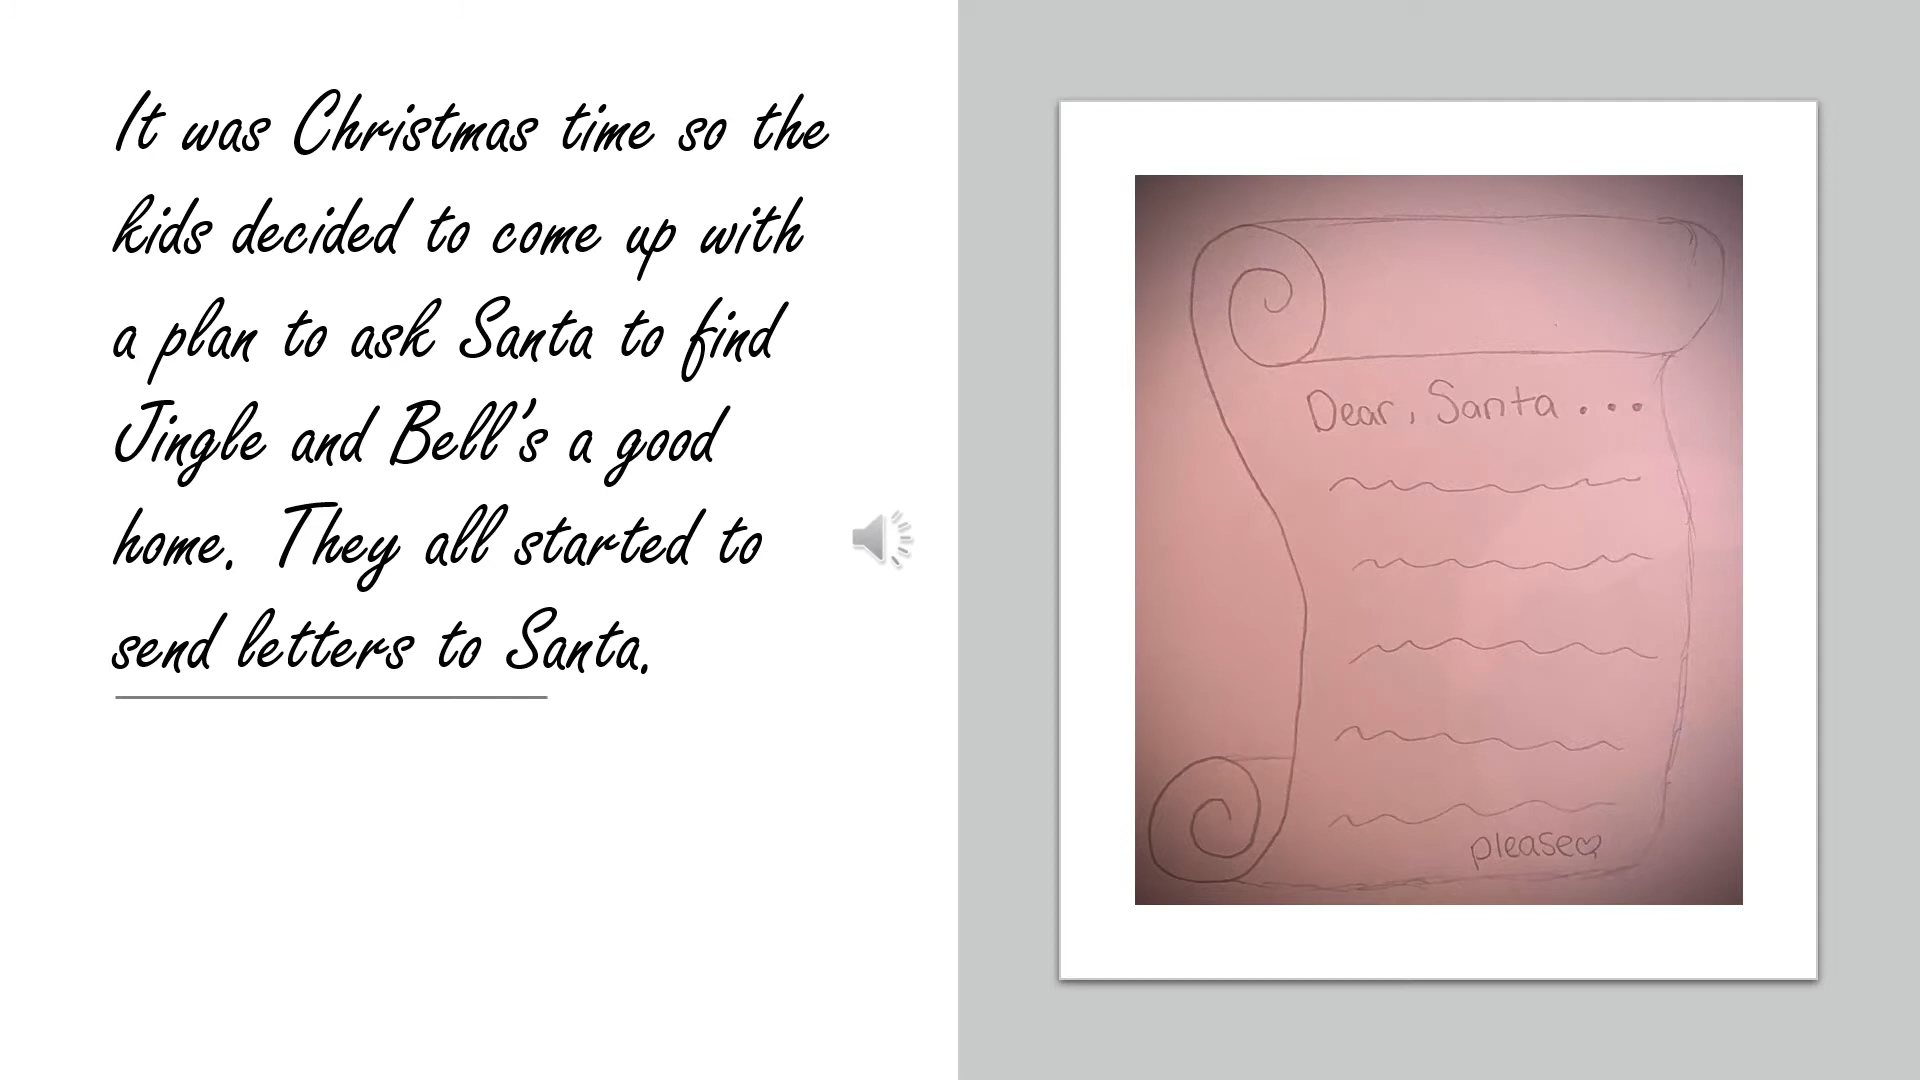 It was Christmas time so the
kids decided to come up with
a plan to ask Santa to find
Jingle and Bell's a good
home. They all started to
send letters to Santa.
Dear, Santa...
please♡